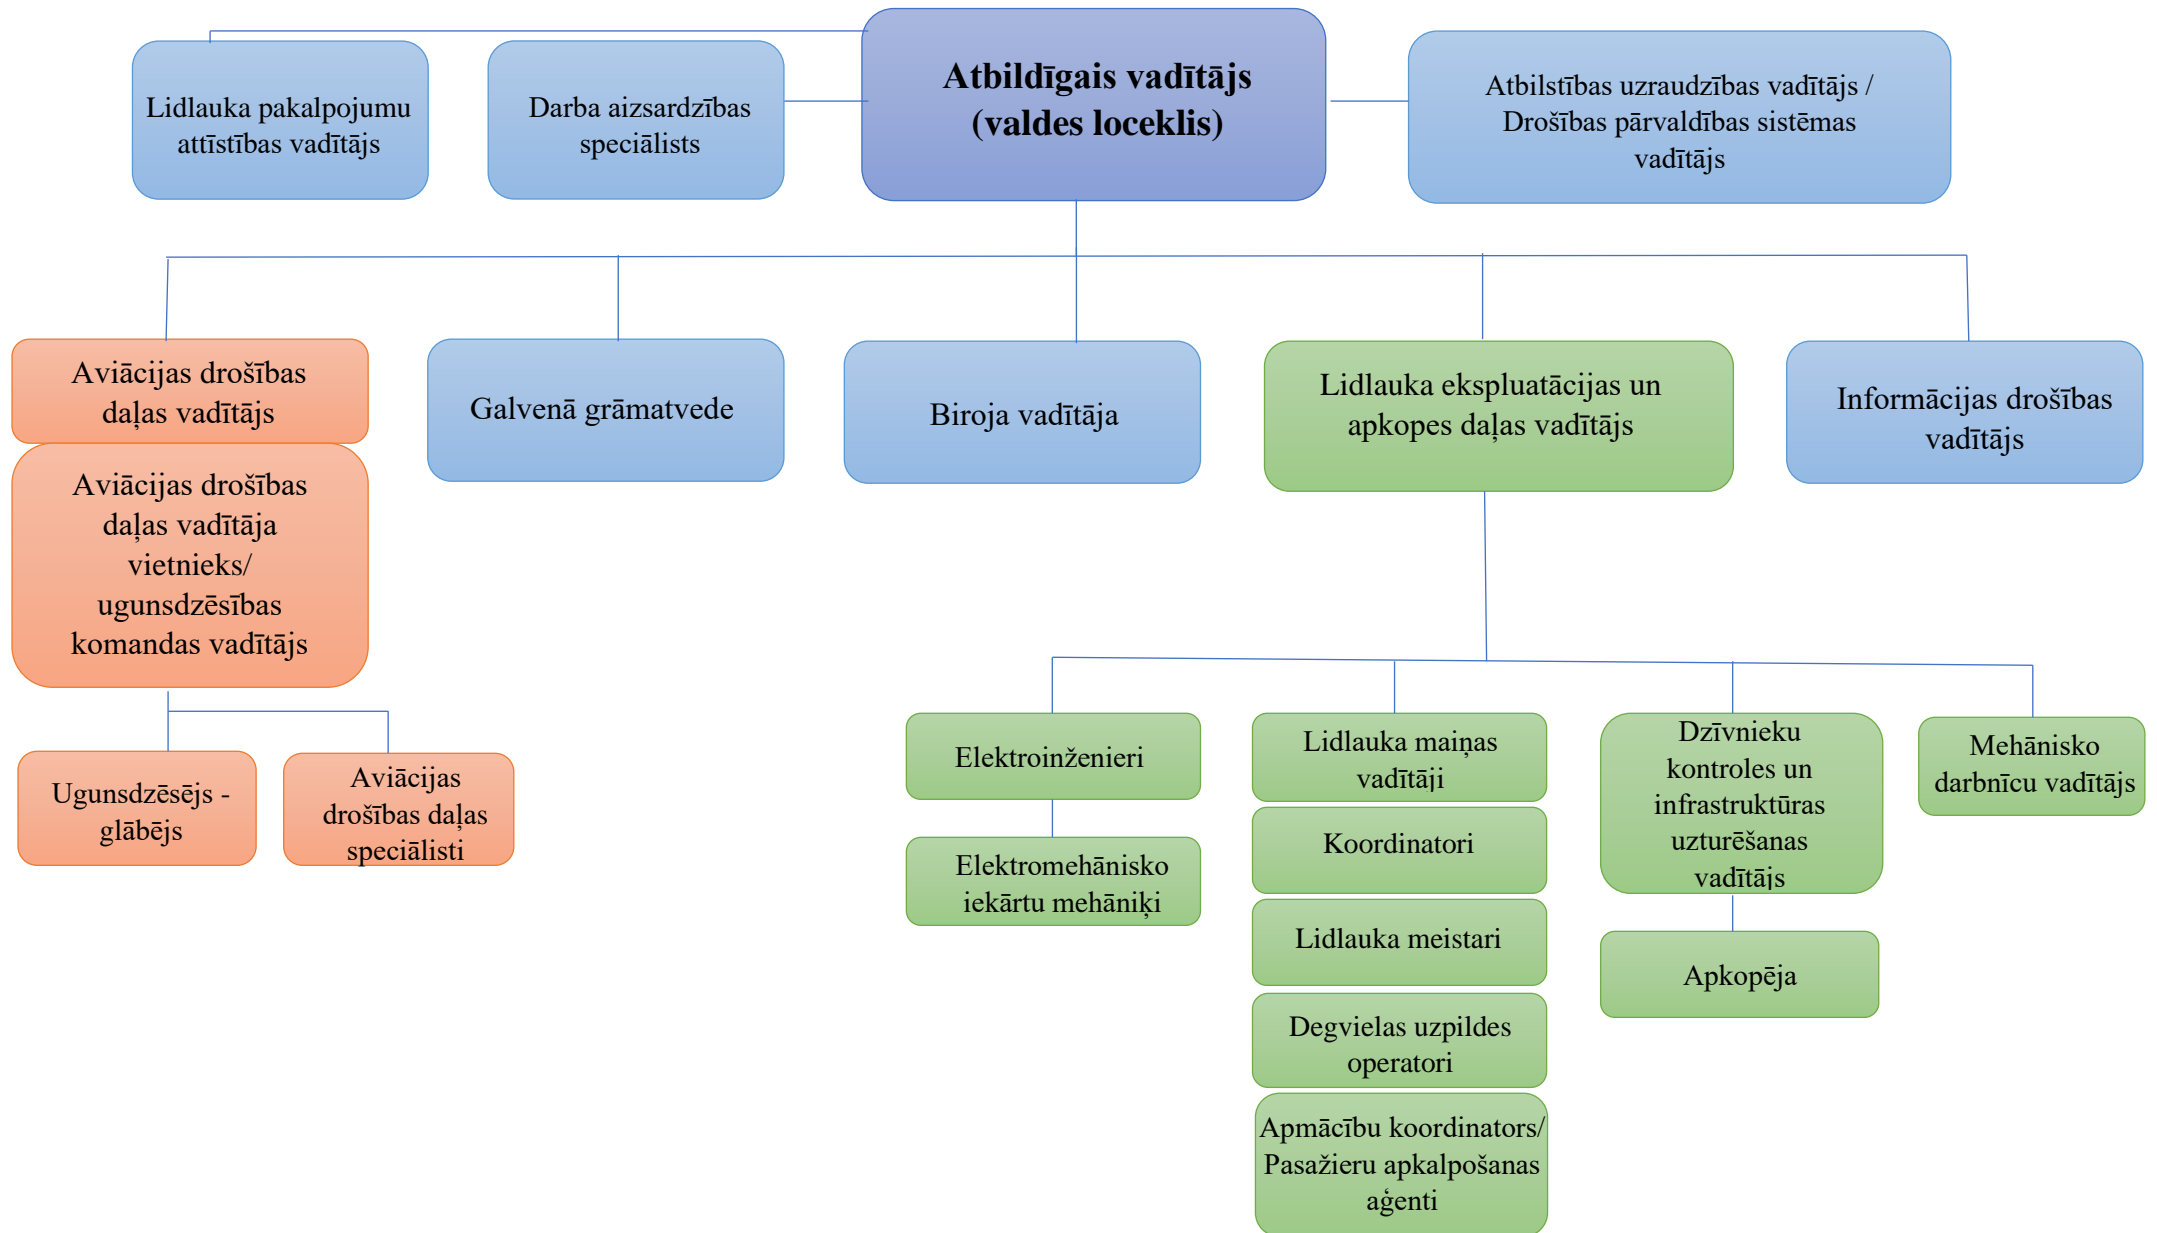 Lidlauka pakalpojumu
attīstības vadītājs
Darba aizsardzības
speciālists
Atbildīgais vadītājs
(valdes loceklis)
Atbilstības uzraudzības vadītājs /
Drošības pārvaldības sistēmas
vadītājs
Aviācijas drošības
daļas vadītājs
Galvenā grāmatvede
Biroja vadītāja
Lidlauka ekspluatācijas un
apkopes daļas vadītājs
Informācijas drošības
vadītājs
Aviācijas drošības
daļas vadītāja
vietnieks/
ugunsdzēsības
komandas vadītājs
Ugunsdzēsējs -
glābējs
Aviācijas
drošības daļas
speciālisti
Elektroinženieri
Elektromehānisko
iekārtu mehāniķi
Lidlauka maiņas
vadītāji
Koordinatori
Lidlauka meistari
Degvielas uzpildes
operatori
Apmācību koordinators/
Pasažieru apkalpošanas
aģenti
Dzīvnieku
kontroles un
infrastruktūras
uzturēšanas
vadītājs
Apkopēja
Mehānisko
darbnīcu vadītājs